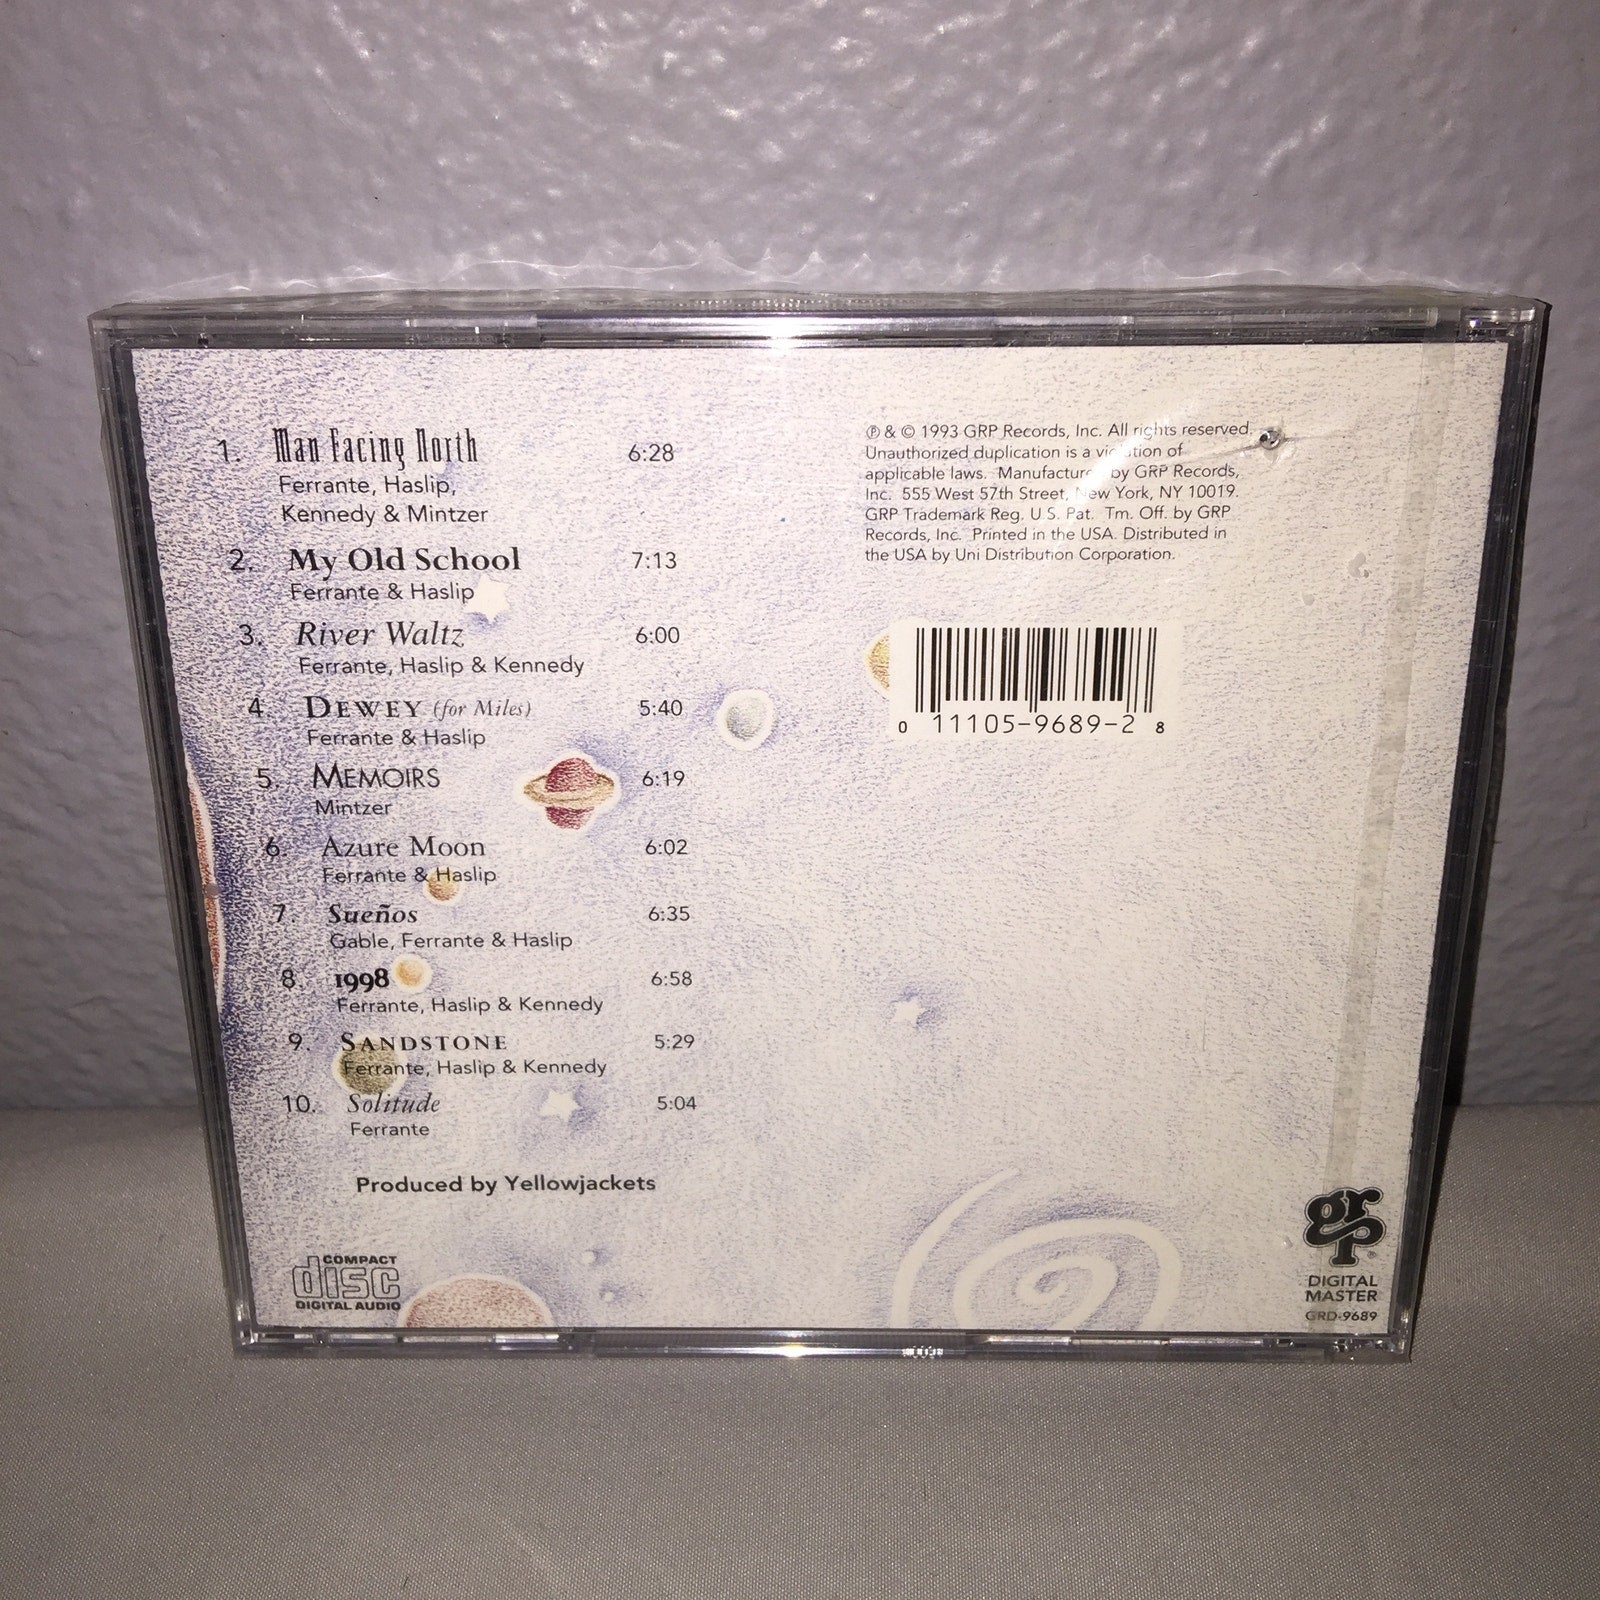 1. Man Facing North 6:28
Ferrante, Haslip,
Kennedy & Mintzer
2. My Old School 7:13
Ferrante & Haslip
3. River Waltz 6:00
Ferrante, Haslip & Kennedy
4. DEWEY (for Miles) 5:40
Ferrante & Haslip
5. MEMOIRS 6:19
Mintzer
6. Azure Moon 6:02
Ferrante & Haslip
7. Sueños 6:35
Gable, Ferrante & Haslip
8. 1998 6:58
Ferrante, Haslip & Kennedy
9. SANDSTONE 5:29
Ferrante, Haslip & Kennedy
10. Solitude 5:04
Ferrante
Produced by Yellowjackets
COMPACT
disc
DIGITAL AUDIO
℗ & © 1993 GRP Records, Inc. All rights reserved.
Unauthorized duplication is a violation of
applicable laws. Manufactured by GRP Records,
Inc. 555 West 57th Street, New York, NY 10019.
GRP Trademark Reg. U.S. Pat. Tm. Off. by GRP
Records, Inc. Printed in the USA. Distributed in
the USA by Uni Distribution Corporation.
0 11105-9689-2 8
grp®
DIGITAL
MASTER
GRD-9689